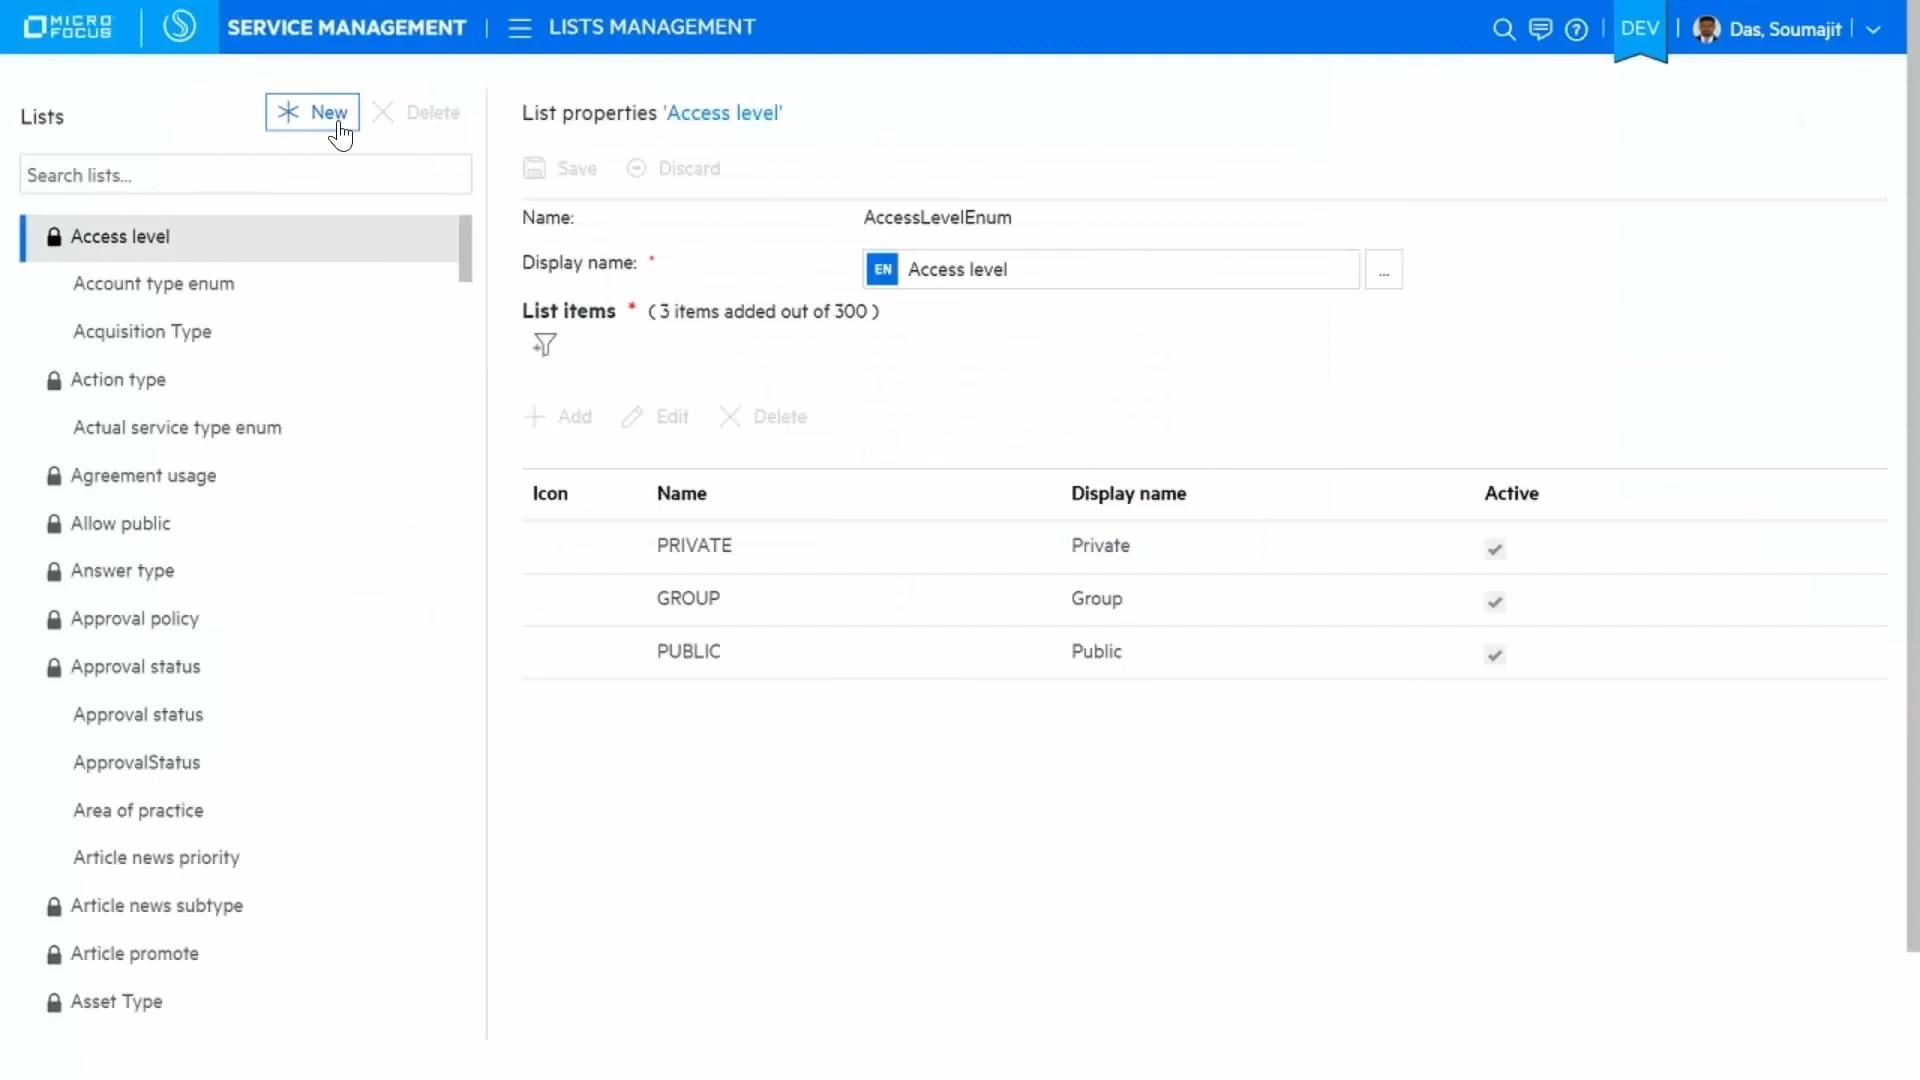 MICRO FOCUS
SERVICE MANAGEMENT
LISTS MANAGEMENT
DEV
Das, Soumajit
Lists
New
Delete
Search lists...
Access level
Account type enum
Acquisition Type
Action type
Actual service type enum
Agreement usage
Allow public
Answer type
Approval policy
Approval status
Approval status
ApprovalStatus
Area of practice
Article news priority
Article news subtype
Article promote
Asset Type
List properties 'Access level'
Save
Discard
Name: AccessLevelEnum
Display name: * EN Access level ...
List items * ( 3 items added out of 300 )
Add Edit Delete
Icon Name Display name Active
PRIVATE Private
GROUP Group
PUBLIC Public